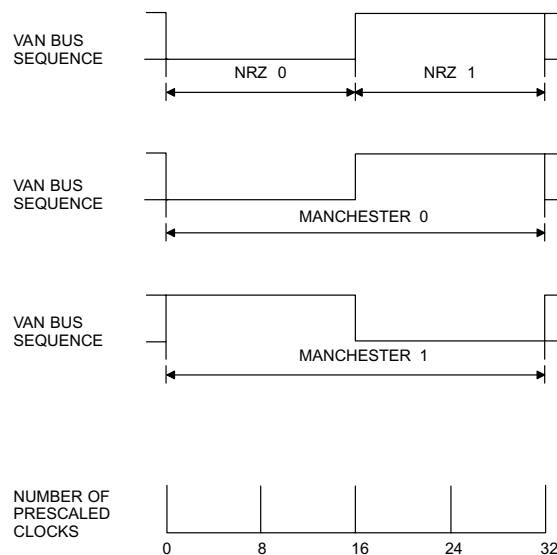 VAN BUS
SEQUENCE
NRZ 0
NRZ 1
VAN BUS
SEQUENCE
MANCHESTER 0
VAN BUS
SEQUENCE
MANCHESTER 1
NUMBER OF
PRESCALED
CLOCKS
0 8 16 24 32